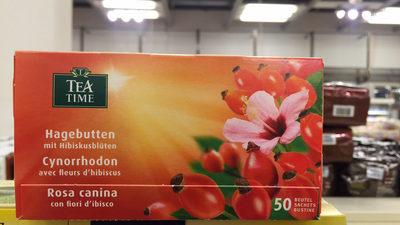 T
TEA
TIME
Hagebutten
mit Hibiskusblüten
Cynorrhodon
avec fleurs d'hibiscus
Rosa canina
con fiori d'ibisco
50 BEUTEL
SACHETS
BUSTINE